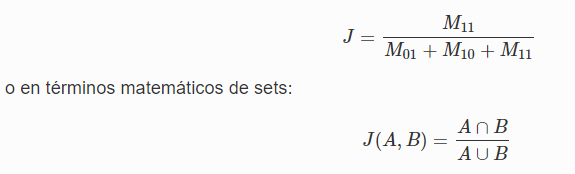 J = M₁₁ / (M₀₁ + M₁₀ + M₁₁)
o en términos matemáticos de sets:
J(A, B) = A ∩ B / A ∪ B